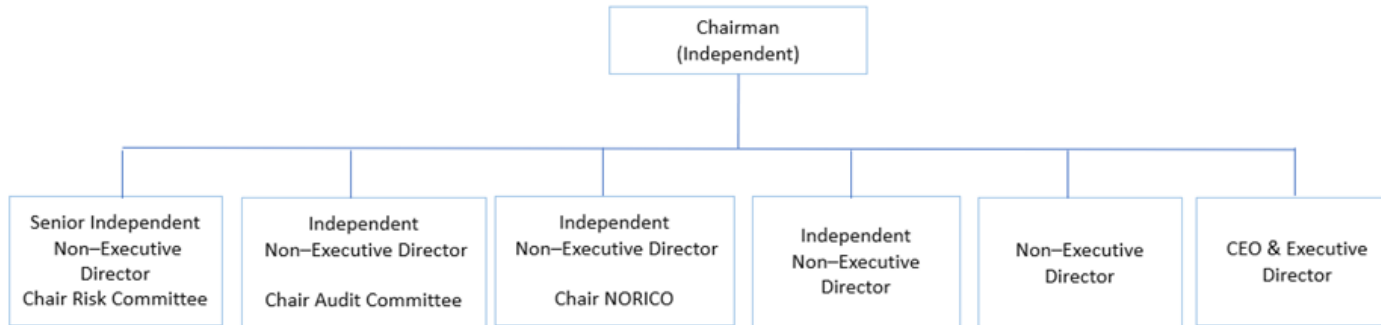 Chairman
(Independent)
Senior Independent
Non–Executive
Director
Chair Risk Committee
Independent
Non–Executive Director
Chair Audit Committee
Independent
Non–Executive Director
Chair NORICO
Independent
Non–Executive
Director
Non–Executive
Director
CEO & Executive
Director